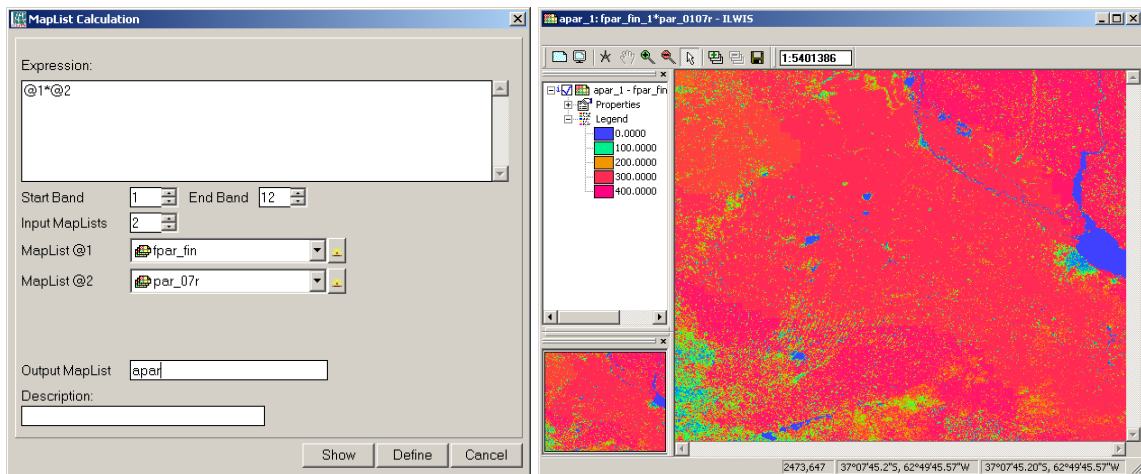 MapList Calculation
Expression:
@1*@2
Start Band 1 End Band 12
Input MapLists 2
MapList @1 fpar_fin
MapList @2 par_07r
Output MapList apar
Description:
Show Define Cancel
apar_1: fpar_fin_1*par_0107r - ILWIS
1:5401386
apar_1 - fpar_fin
Properties
Legend
0.0000
100.0000
200.0000
300.0000
400.0000
2473,647 37°07'45.2"S, 62°49'45.57"W 37°07'45.20"S, 62°49'45.57"W